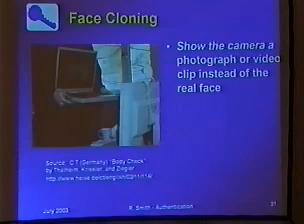 Face Cloning
• Show the camera a
photograph or video
clip instead of the
real face
Source: C'T (Germany) "Body Check"
by Thalheim, Krissler, and Ziegler
July 2003
R. Smith - Authentication
31